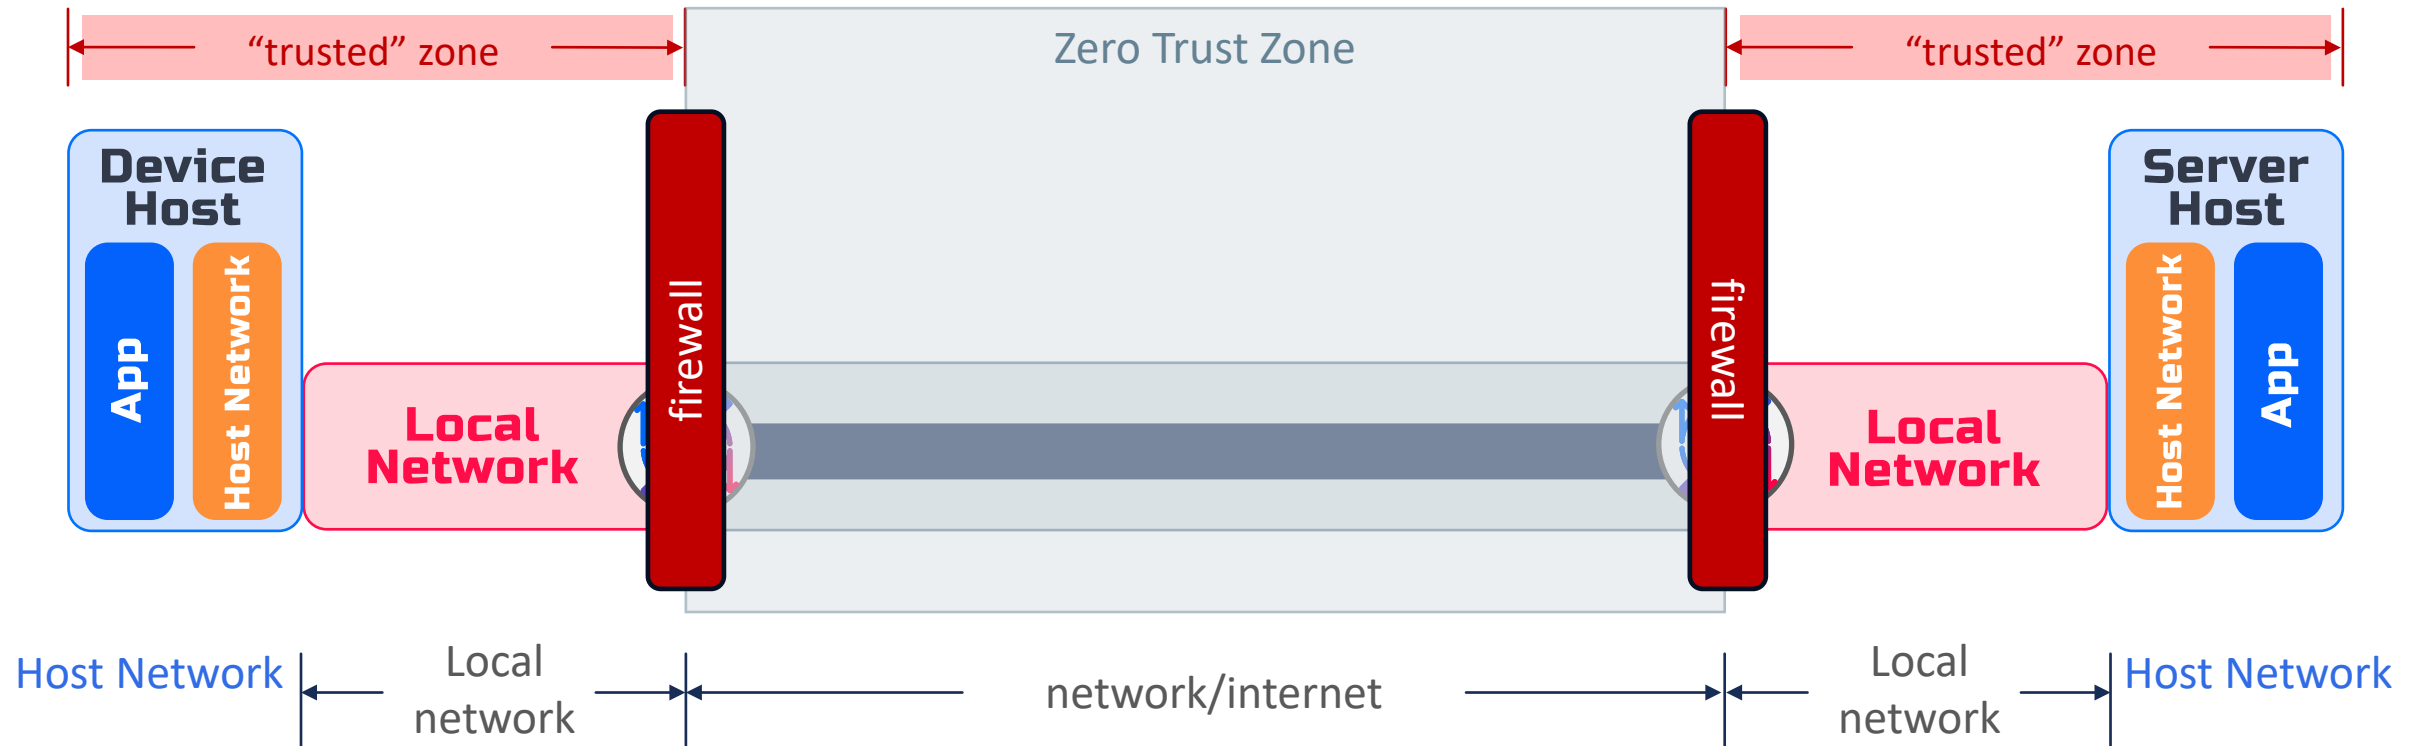 “trusted” zone
Zero Trust Zone
“trusted” zone
Device
Host
App
Host Network
Local
Network
firewall
firewall
Local
Network
Server
Host
Host Network
App
Host Network
Local
network
network/internet
Local
network
Host Network